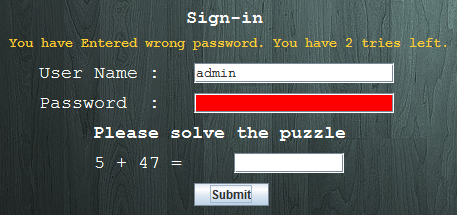 Sign-in
You have Entered wrong password. You have 2 tries left.
User Name : admin
Password :
Please solve the puzzle
5 + 47 =
Submit